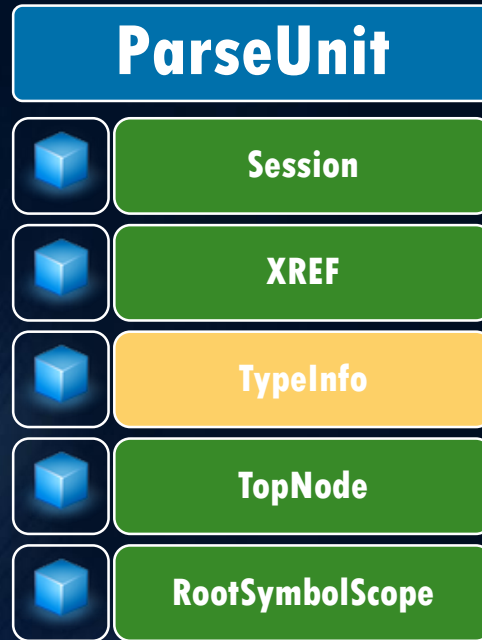 ParseUnit
Session
XREF
TypeInfo
TopNode
RootSymbolScope